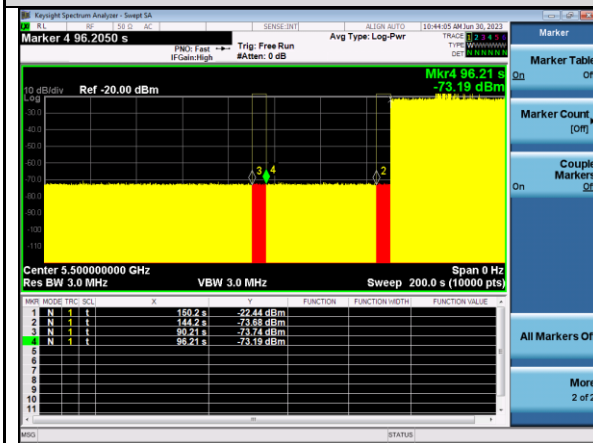 Keysight Spectrum Analyzer - Swept SA
RL RF 50 Ω AC SENSE:INT ALIGN AUTO 10:44:05 AM Jun 30, 2023
Marker 4 96.2050 s
PNO: Fast
IFGain:High
Trig: Free Run
#Atten: 0 dB
Avg Type: Log-Pwr
TRACE 1 2 3 4 5 6
TYPE WWWWWW
DET N N N N N N
Marker
Marker Table
On Of
Marker Count
[Off]
Couple
Markers
On Of
All Markers Of
More
2 of 2
Mkr4 96.21 s
-73.19 dBm
10 dB/div Ref -20.00 dBm
Log
-30.0
-40.0
-50.0
-60.0
-70.0
-80.0
-90.0
-100
-110
3 4 2
Center 5.500000000 GHz Span 0 Hz
Res BW 3.0 MHz VBW 3.0 MHz Sweep 200.0 s (10000 pts)
MKR MODE TRC SCL X Y FUNCTION FUNCTION WIDTH FUNCTION VALUE
1 N 1 t 150.2 s -22.44 dBm
2 N 1 t 144.2 s -73.68 dBm
3 N 1 t 90.21 s -73.74 dBm
4 N 1 t 96.21 s -73.19 dBm
5
6
7
8
9
10
11
MSG STATUS